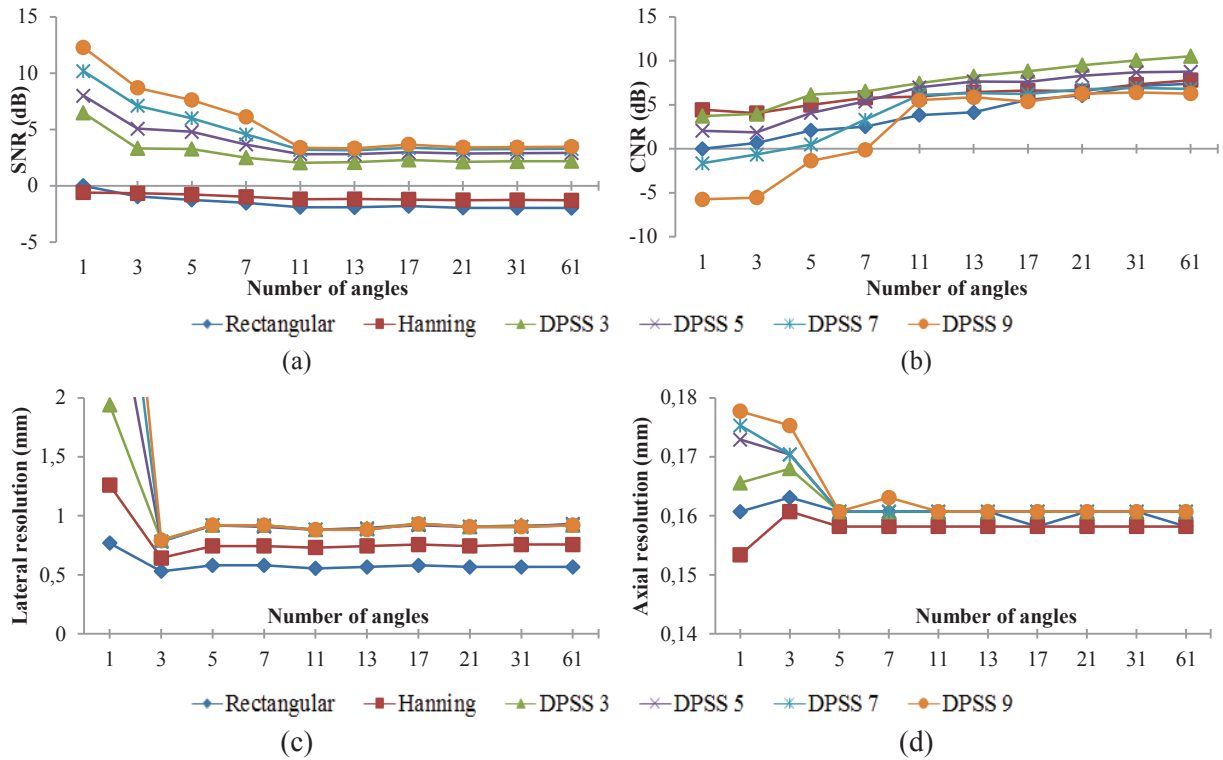 15
10
5
0
-5
SNR (dB)
1 3 5 7 11 13 17 21 31 61
Number of angles
15
10
5
0
-5
-10
CNR (dB)
1 3 5 7 11 13 17 21 31 61
Number of angles
Rectangular Hanning DPSS 3 DPSS 5 DPSS 7 DPSS 9
(a)
(b)
2
1,5
1
0,5
0
Lateral resolution (mm)
Number of angles
1 3 5 7 11 13 17 21 31 61
0,18
0,17
0,16
0,15
0,14
Axial resolution (mm)
Number of angles
1 3 5 7 11 13 17 21 31 61
Rectangular Hanning DPSS 3 DPSS 5 DPSS 7 DPSS 9
(c)
(d)